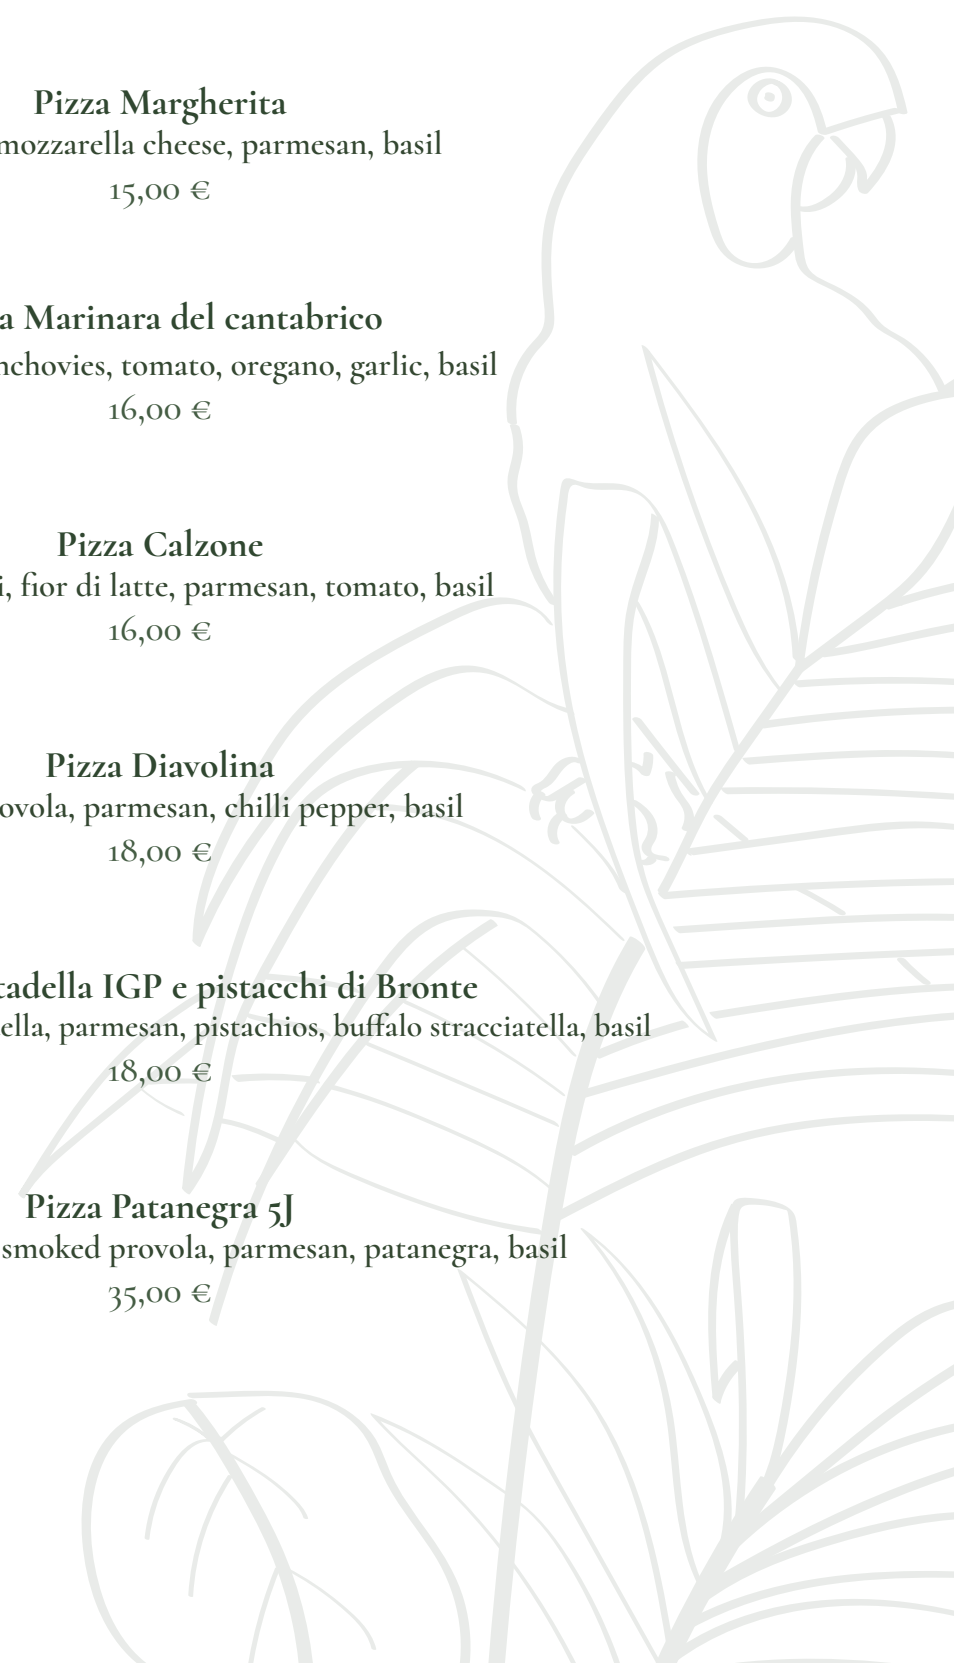 Pizza Margherita
mozzarella cheese, parmesan, basil
15,00 €
a Marinara del cantabrico
nchovies, tomato, oregano, garlic, basil
16,00 €
Pizza Calzone
i, fior di latte, parmesan, tomato, basil
16,00 €
Pizza Diavolina
ovola, parmesan, chilli pepper, basil
18,00 €
tadella IGP e pistacchi di Bronte
ella, parmesan, pistachios, buffalo stracciatella, basil
18,00 €
Pizza Patanegra 5J
smoked provola, parmesan, patanegra, basil
35,00 €